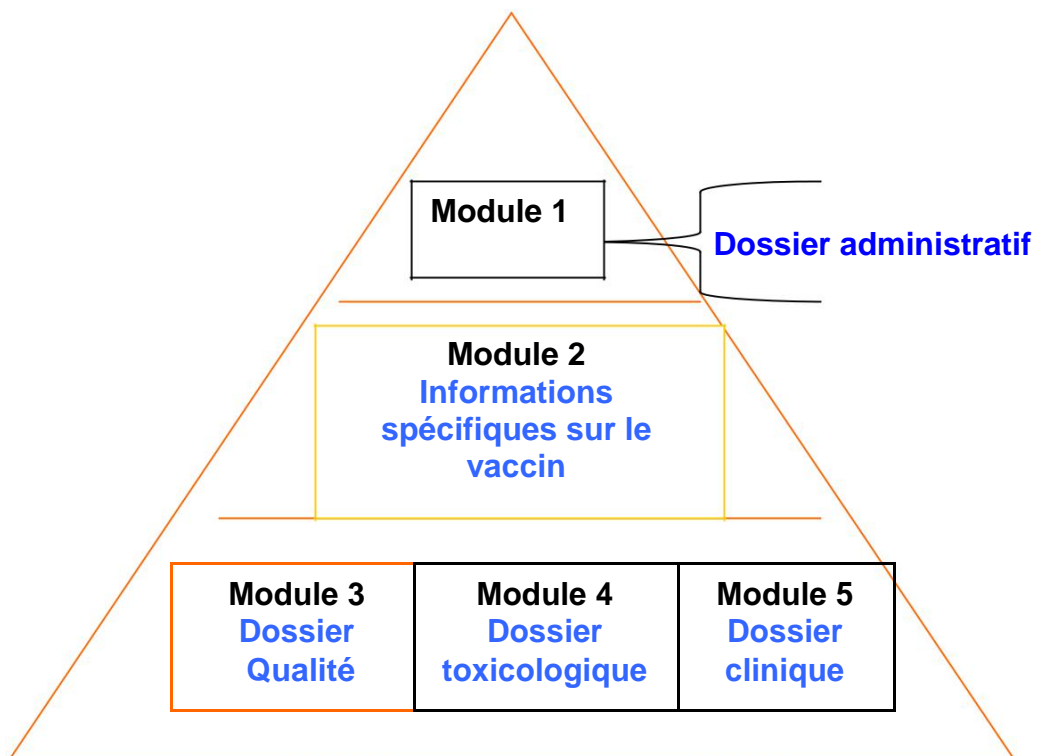 Module 1
Dossier administratif
Module 2
Informations
spécifiques sur le
vaccin
Module 3
Dossier
Qualité
Module 4
Dossier
toxicologique
Module 5
Dossier
clinique